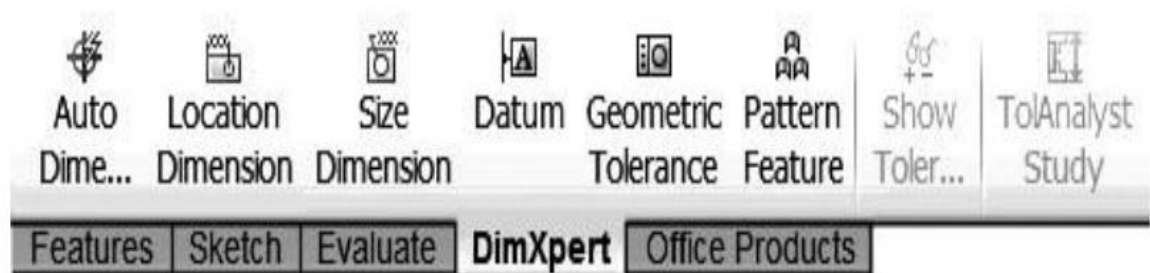 Auto Location Size Datum Geometric Pattern Show TolAnalyst
Dime... Dimension Dimension Tolerance Feature Toler... Study
Features Sketch Evaluate DimXpert Office Products